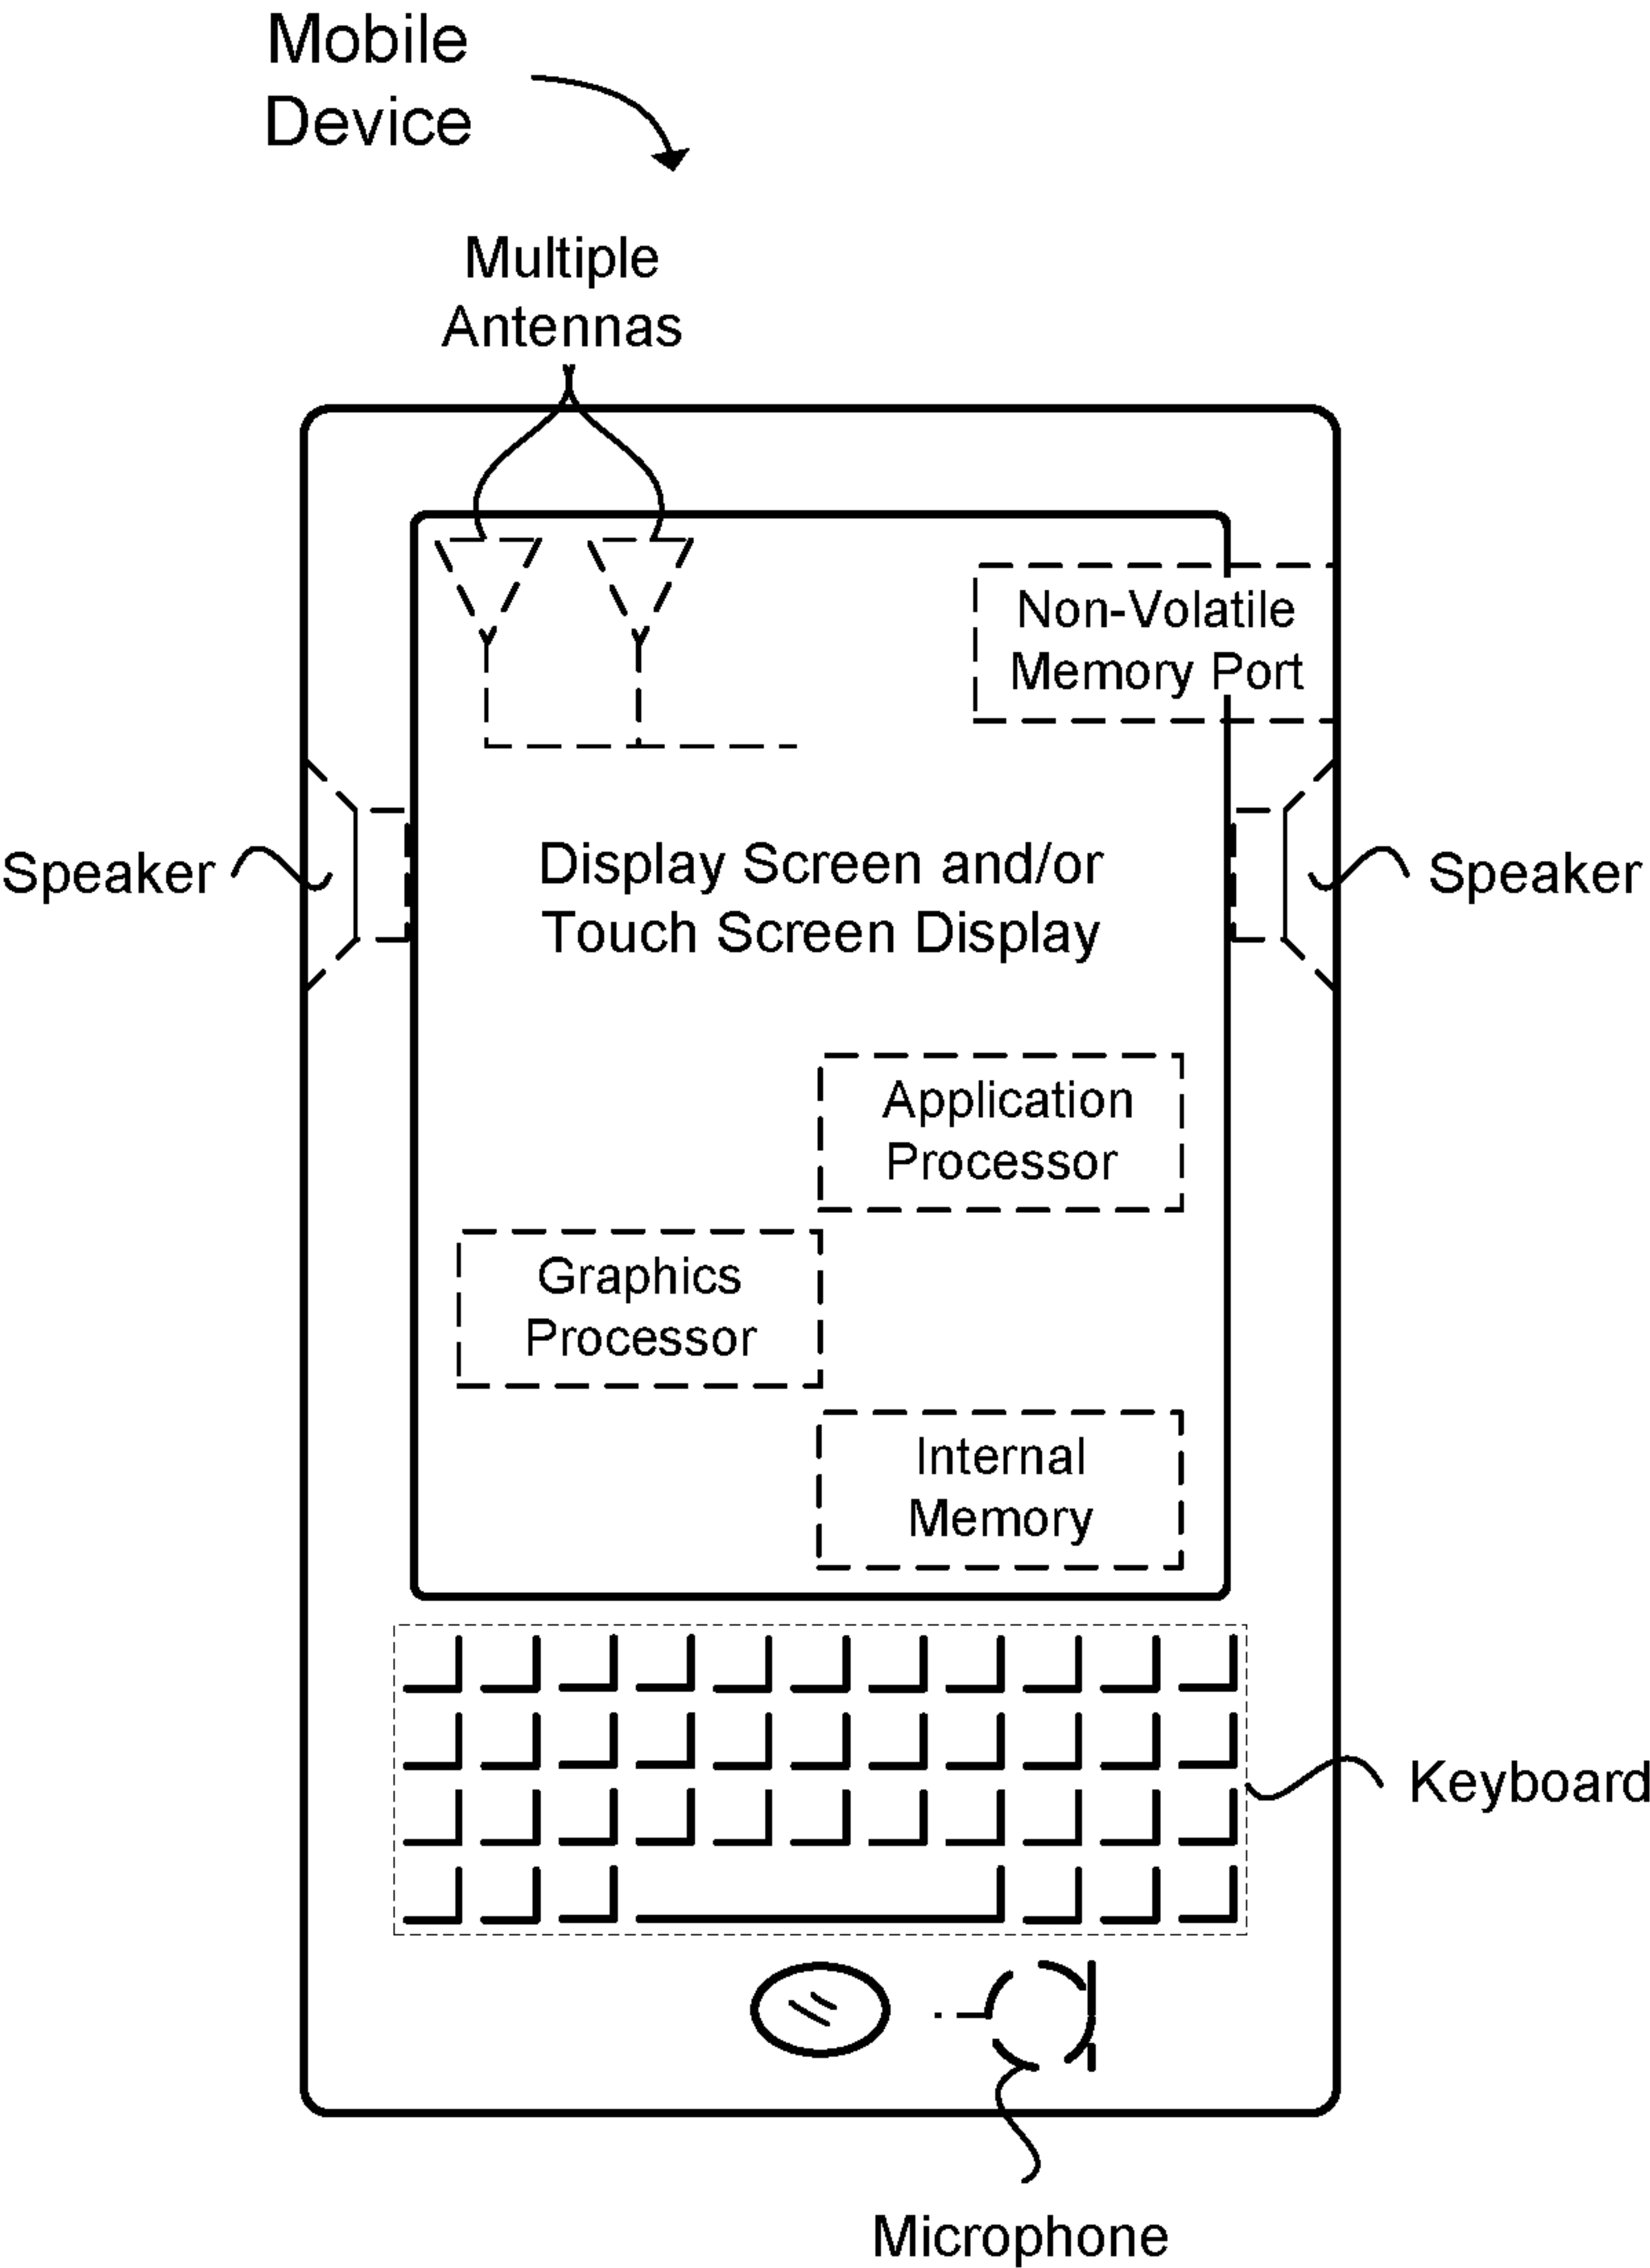 Mobile
Device
Multiple
Antennas
Non-Volatile
Memory Port
Speaker
Display Screen and/or
Touch Screen Display
Speaker
Application
Processor
Graphics
Processor
Internal
Memory
Keyboard
Microphone